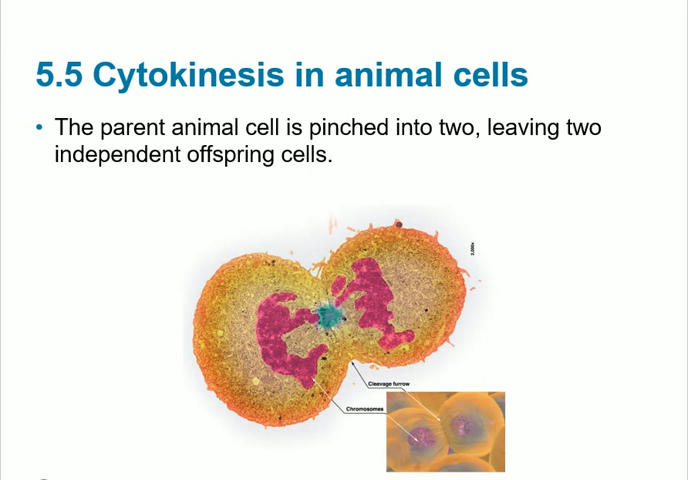 5.5 Cytokinesis in animal cells
• The parent animal cell is pinched into two, leaving two
independent offspring cells.
Cleavage furrow
Chromosomes